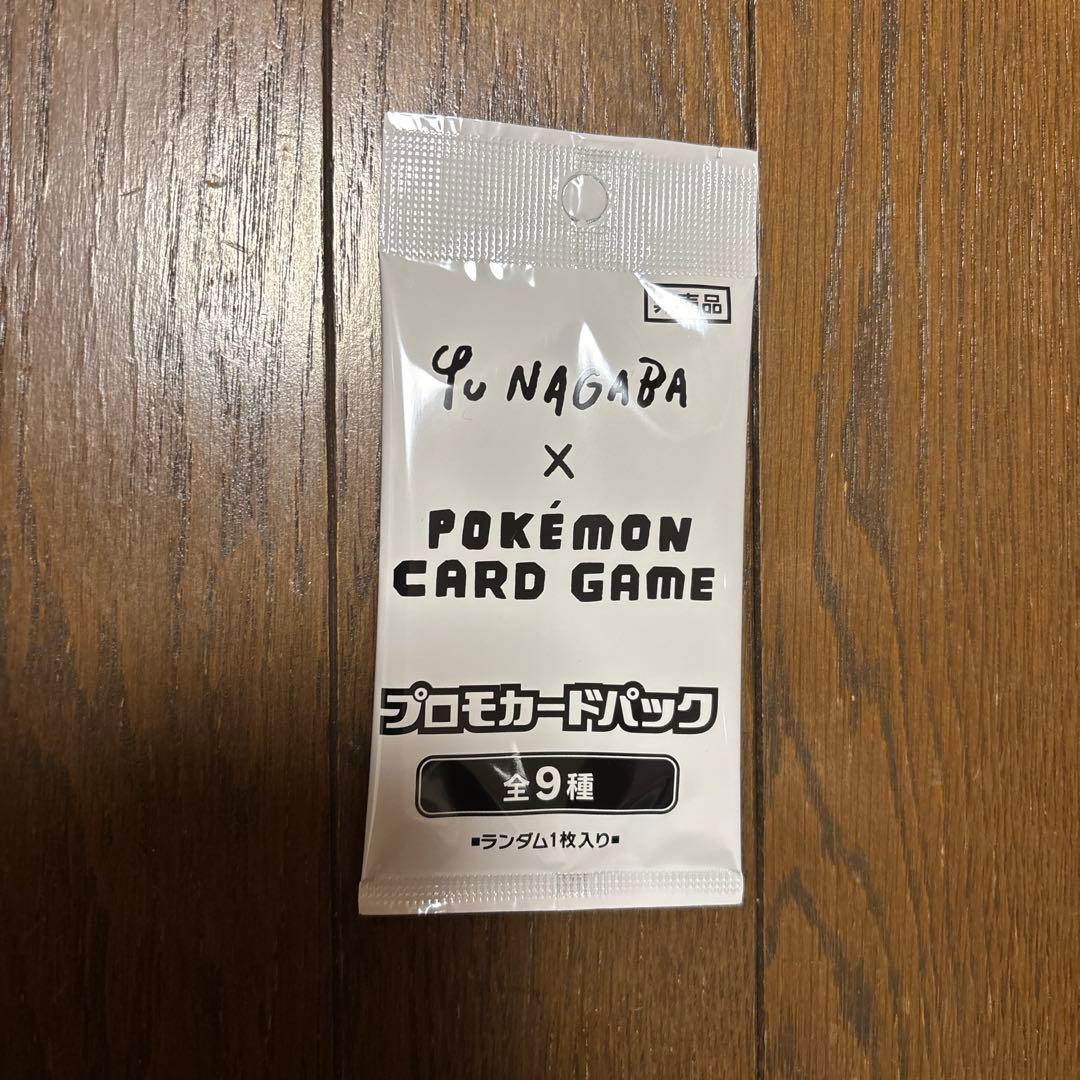 非売品
YU NAGABA
×
POKÉMON
CARD GAME
プロモカードパック
全9種
■ランダム1枚入り■